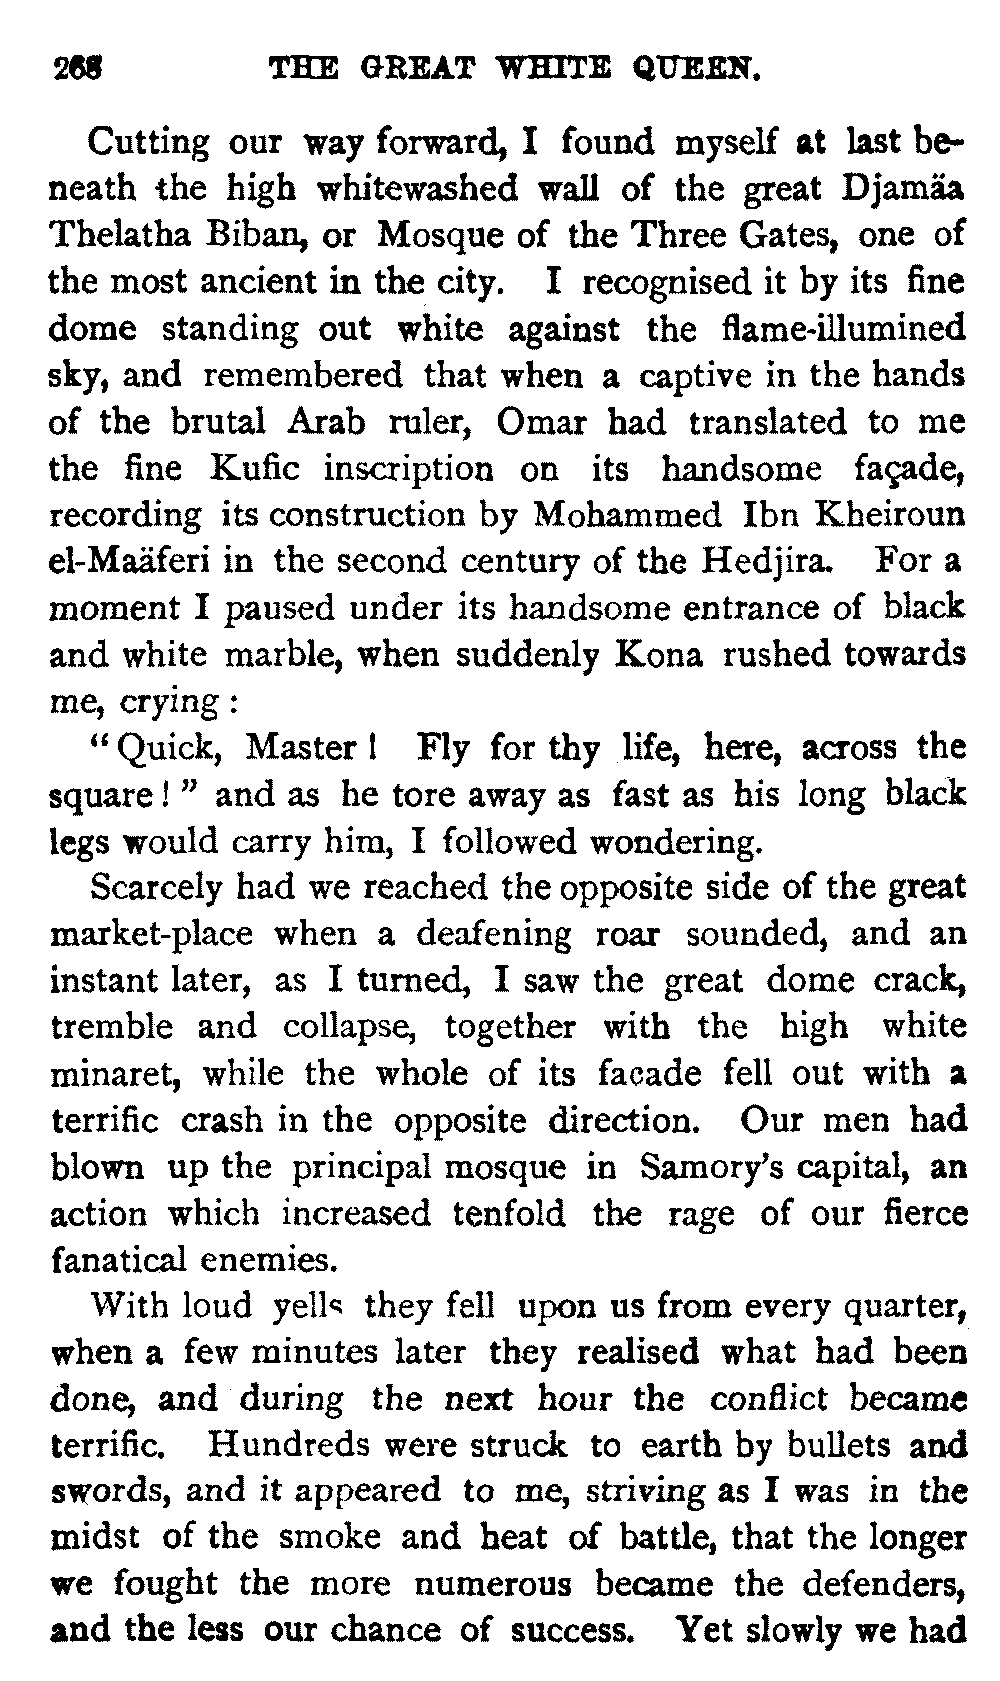 268 THE GREAT WHITE QUEEN.
Cutting our way forward, I found myself at last be-
neath the high whitewashed wall of the great Djamäa
Thelatha Biban, or Mosque of the Three Gates, one of
the most ancient in the city. I recognised it by its fine
dome standing out white against the flame-illumined
sky, and remembered that when a captive in the hands
of the brutal Arab ruler, Omar had translated to me
the fine Kufic inscription on its handsome façade,
recording its construction by Mohammed Ibn Kheiroun
el-Maäferi in the second century of the Hedjira. For a
moment I paused under its handsome entrance of black
and white marble, when suddenly Kona rushed towards
me, crying :
“Quick, Master ! Fly for thy life, here, across the
square ! ” and as he tore away as fast as his long black
legs would carry him, I followed wondering.
Scarcely had we reached the opposite side of the great
market-place when a deafening roar sounded, and an
instant later, as I turned, I saw the great dome crack,
tremble and collapse, together with the high white
minaret, while the whole of its facade fell out with a
terrific crash in the opposite direction. Our men had
blown up the principal mosque in Samory’s capital, an
action which increased tenfold the rage of our fierce
fanatical enemies.
With loud yells they fell upon us from every quarter,
when a few minutes later they realised what had been
done, and during the next hour the conflict became
terrific. Hundreds were struck to earth by bullets and
swords, and it appeared to me, striving as I was in the
midst of the smoke and heat of battle, that the longer
we fought the more numerous became the defenders,
and the less our chance of success. Yet slowly we had